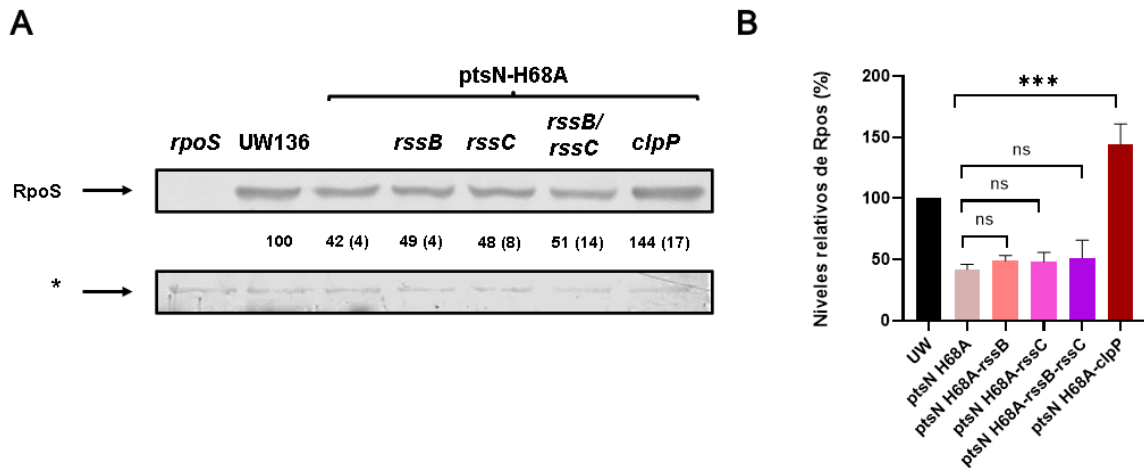 A
ptsN-H68A
rpoS UW136 rssB rssC rssB/ rssC clpP
RpoS
100 42 (4) 49 (4) 48 (8) 51 (14) 144 (17)
*
B
Niveles relativos de Rpos (%)
200
150
100
50
0
***
ns
ns
ns
UW
ptsN H68A
ptsN H68A-rssB
ptsN H68A-rssC
ptsN H68A-rssB-rssC
ptsN H68A-clpP